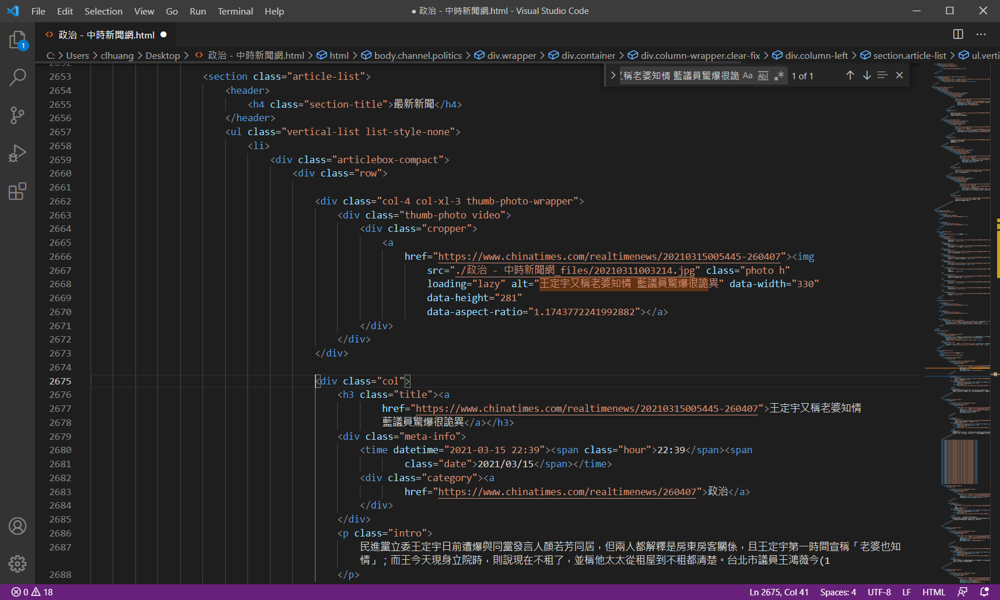 File Edit Selection View Go Run Terminal Help
● 政治 - 中時新聞網.html - Visual Studio Code
政治 - 中時新聞網.html ●
C: > Users > clhuang > Desktop > 政治 - 中時新聞網.html > html > body.channel.politics > div.wrapper > div.container > div.column-wrapper.clear-fix > div.column-left > section.article-list > ul.verti
稱老婆知情 藍議員驚爆很詭 Aa Abl .* 1 of 1
1
2652
2653 <section class="article-list">
2654 <header>
2655 <h4 class="section-title">最新新聞</h4>
2656 </header>
2657 <ul class="vertical-list list-style-none">
2658 <li>
2659 <div class="articlebox-compact">
2660 <div class="row">
2661
2662 <div class="col-4 col-xl-3 thumb-photo-wrapper">
2663 <div class="thumb-photo video">
2664 <div class="cropper">
2665 <a
2666 href="https://www.chinatimes.com/realtimenews/20210315005445-260407"><img
2667 src="./政治 - 中時新聞網_files/20210311003214.jpg" class="photo h"
2668 loading="lazy" alt="王定宇又稱老婆知情 藍議員驚爆很詭異" data-width="330"
2669 data-height="281"
2670 data-aspect-ratio="1.1743772241992882"></a>
2671 </div>
2672 </div>
2673 </div>
2674
2675 <div class="col">
2676 <h3 class="title"><a
2677 href="https://www.chinatimes.com/realtimenews/20210315005445-260407">王定宇又稱老婆知情
2678 藍議員驚爆很詭異</a></h3>
2679 <div class="meta-info">
2680 <time datetime="2021-03-15 22:39"><span class="hour">22:39</span><span
2681 class="date">2021/03/15</span></time>
2682 <div class="category"><a
2683 href="https://www.chinatimes.com/realtimenews/260407">政治</a>
2684 </div>
2685 </div>
2686 <p class="intro">
2687 民進黨立委王定宇日前遭爆與同黨發言人顏若芳同居，但兩人都解釋是房東房客關係，且王定宇第一時間宣稱「老婆也知
情」；而王今天現身立院時，則說現在不租了，並稱他太太從租屋到不租都清楚。台北市議員王鴻薇今(1
2688 </p>
0 18 Ln 2675, Col 41 Spaces: 4 UTF-8 LF HTML